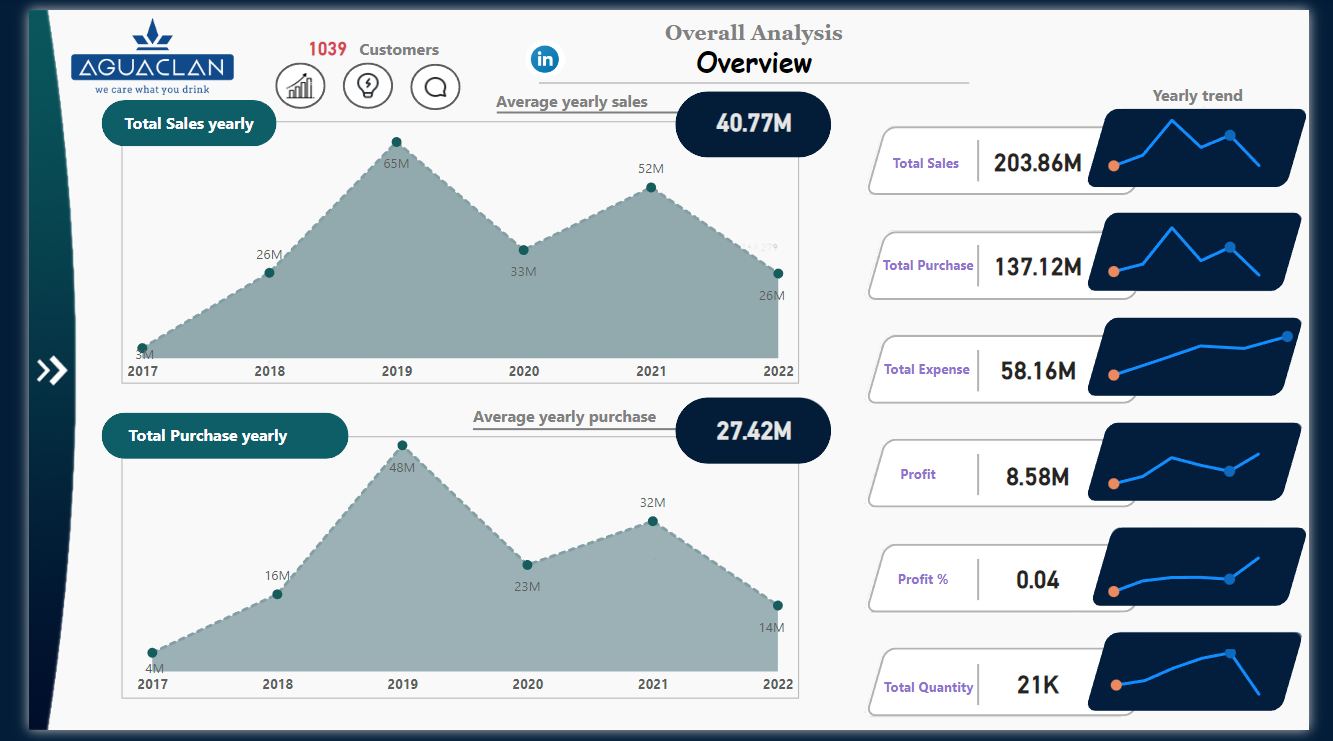 AGUACLAN
we care what you drink
1039 Customers
in
Overall Analysis
Overview
Total Sales yearly
Average yearly sales
40.77M
65M
52M
26M
33M
26M
3M
2017 2018 2019 2020 2021 2022
Total Purchase yearly
Average yearly purchase
27.42M
48M
32M
16M
23M
14M
4M
2017 2018 2019 2020 2021 2022
Yearly trend
Total Sales 203.86M
Total Purchase 137.12M
Total Expense 58.16M
Profit 8.58M
Profit % 0.04
Total Quantity 21K